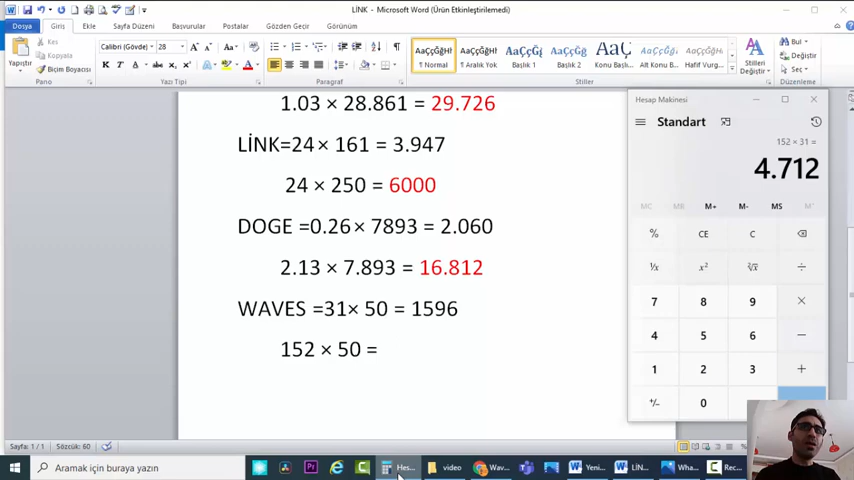 LİNK - Microsoft Word (Ürün Etkinleştirilemedi)
Dosya Giriş Ekle Sayfa Düzeni Başvurular Postalar Gözden Geçir Görünüm
Kes
Kopyala
Biçim Boyacısı
Yapıştır
Calibri (Gövde) 28
AaÇçĞğH AaÇçĞğH AaÇçĞğ AaÇçĞğ AaÇçĞ AaÇçĞğH AaÇçĞğH
¶ Normal ¶ Aralık Yok Başlık 1 Başlık 2 Konu Başl... Alt Konu B... Hafif Vurg...
Stilleri Değiştir
Bul
Değiştir
Seç
Pano Yazı Tipi Paragraf Stiller Düzenleme
1.03 × 28.861 = 29.726
LİNK=24 × 161 = 3.947
24 × 250 = 6000
DOGE =0.26 × 7893 = 2.060
2.13 × 7.893 = 16.812
WAVES =31× 50 = 1596
152 × 50 =
Hesap Makinesi
Standart
152 × 31 =
4.712
MC MR M+ M- MS M˅
% CE C
¹/x x² ²√x ÷
7 8 9 ×
4 5 6 −
1 2 3 +
+/− 0
Sayfa: 1 / 1 Sözcük: 60
Aramak için buraya yazın
Hes... video Wav... Yeni... LİN... Wha... Rec...